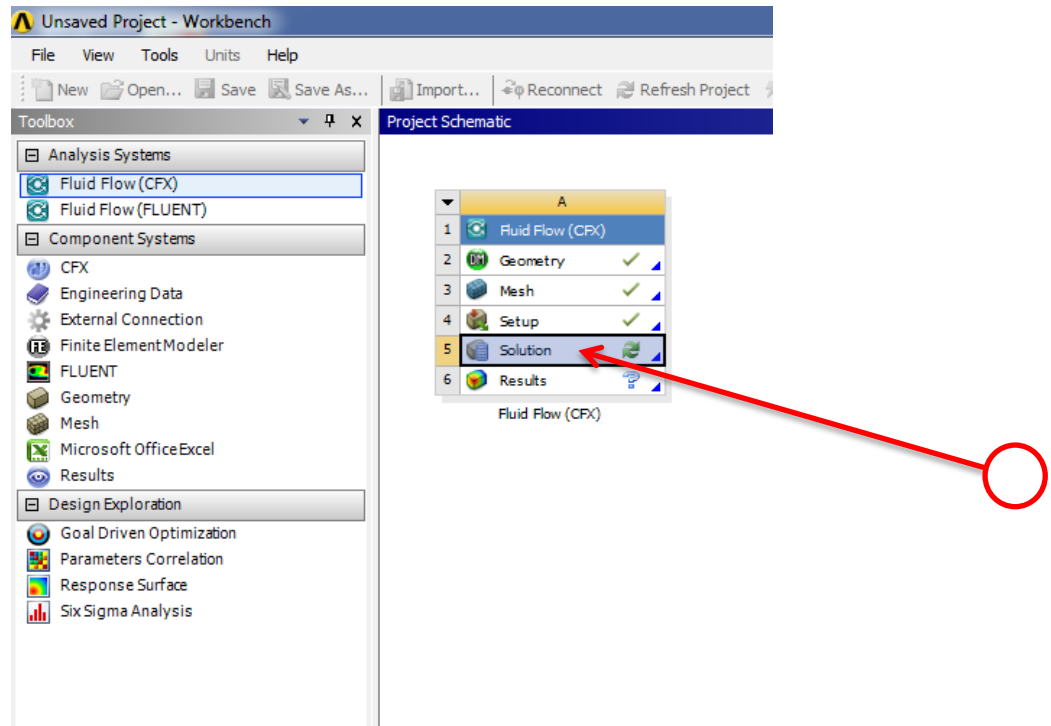 Unsaved Project - Workbench
File View Tools Units Help
New Open... Save Save As... Import... Reconnect Refresh Project
Toolbox
Project Schematic
Analysis Systems
Fluid Flow (CFX)
Fluid Flow (FLUENT)
Component Systems
CFX
Engineering Data
External Connection
Finite Element Modeler
FLUENT
Geometry
Mesh
Microsoft Office Excel
Results
Design Exploration
Goal Driven Optimization
Parameters Correlation
Response Surface
Six Sigma Analysis
A
1 Fluid Flow (CFX)
2 Geometry
3 Mesh
4 Setup
5 Solution
6 Results
Fluid Flow (CFX)